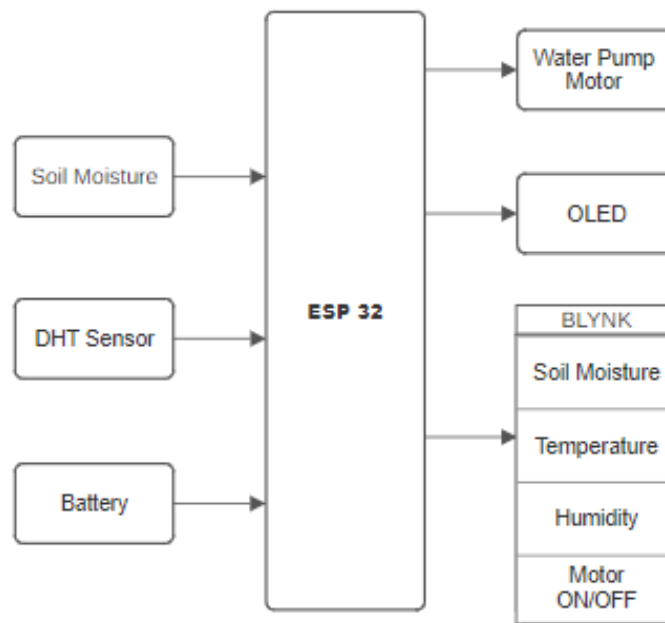 Soil Moisture
DHT Sensor
Battery
ESP 32
Water Pump
Motor
OLED
BLYNK
Soil Moisture
Temperature
Humidity
Motor
ON/OFF